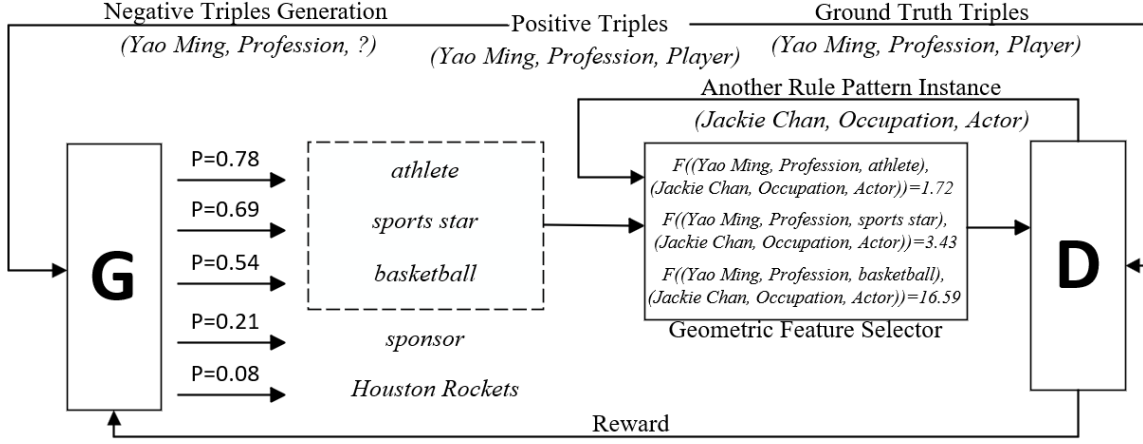 Negative Triples Generation
(Yao Ming, Profession, ?)
Positive Triples
(Yao Ming, Profession, Player)
Ground Truth Triples
(Yao Ming, Profession, Player)
Another Rule Pattern Instance
(Jackie Chan, Occupation, Actor)
G
P=0.78
P=0.69
P=0.54
P=0.21
P=0.08
athlete
sports star
basketball
sponsor
Houston Rockets
F((Yao Ming, Profession, athlete),
(Jackie Chan, Occupation, Actor))=1.72
F((Yao Ming, Profession, sports star),
(Jackie Chan, Occupation, Actor))=3.43
F((Yao Ming, Profession, basketball),
(Jackie Chan, Occupation, Actor))=16.59
Geometric Feature Selector
D
Reward